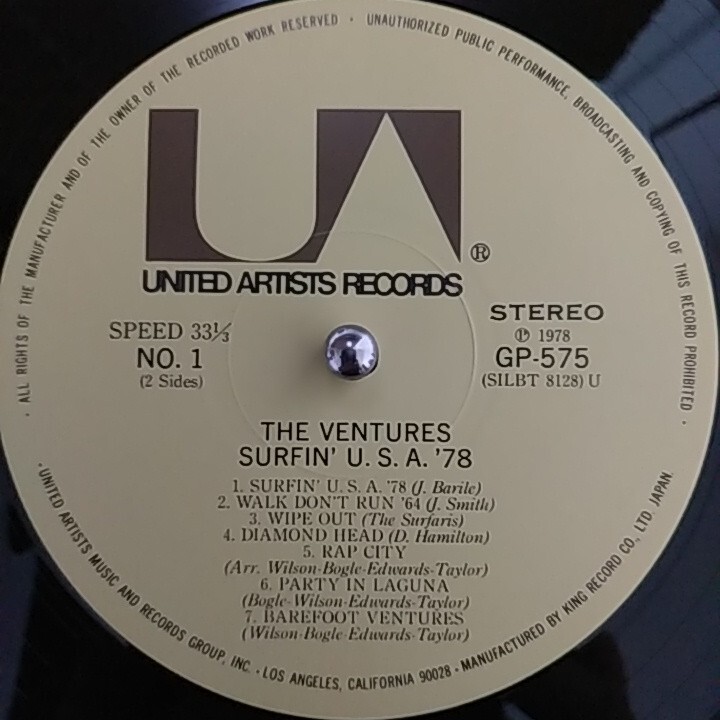 · ALL RIGHTS OF THE MANUFACTURER AND OF THE OWNER OF THE RECORDED WORK RESERVED · UNAUTHORIZED PUBLIC PERFORMANCE, BROADCASTING AND COPYING OF THIS RECORD PROHIBITED ·
UA
®
UNITED ARTISTS RECORDS
SPEED 33⅓
NO. 1
(2 Sides)
STEREO
Ⓟ 1978
GP-575
(SILBT 8128) U
THE VENTURES
SURFIN' U. S. A. '78
1. SURFIN' U. S. A. '78 (J. Barile)
2. WALK DON'T RUN '64 (J. Smith)
3. WIPE OUT (The Surfaris)
4. DIAMOND HEAD (D. Hamilton)
5. RAP CITY
(Arr. Wilson-Bogle-Edwards-Taylor)
6. PARTY IN LAGUNA
(Bogle-Wilson-Edwards-Taylor)
7. BAREFOOT VENTURES
(Wilson-Bogle-Edwards-Taylor)
· UNITED ARTISTS MUSIC AND RECORDS GROUP, INC. · LOS ANGELES, CALIFORNIA 90028 · MANUFACTURED BY KING RECORD CO., LTD. JAPAN.